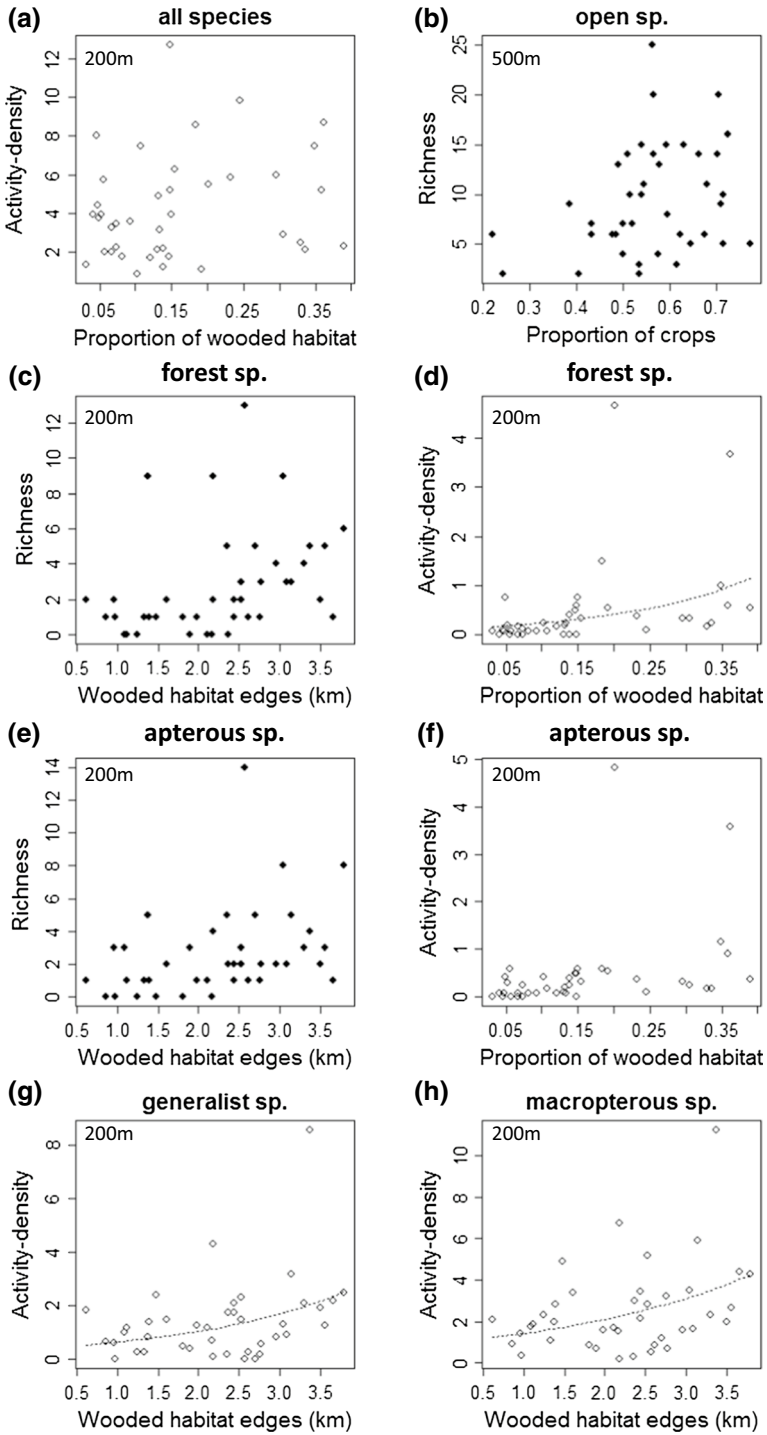 (a)
all species
200m
Activity-density
2 4 6 8 10 12
0.05 0.15 0.25 0.35
Proportion of wooded habitat
(b)
open sp.
500m
Richness
5 10 15 20 25
0.2 0.3 0.4 0.5 0.6 0.7
Proportion of crops
(c)
forest sp.
200m
Richness
0 2 4 6 8 10 12
0.5 1.0 1.5 2.0 2.5 3.0 3.5
Wooded habitat edges (km)
(d)
forest sp.
200m
Activity-density
0 1 2 3 4
0.05 0.15 0.25 0.35
Proportion of wooded habitat
(e)
apterous sp.
200m
Richness
0 2 4 6 8 10 12 14
0.5 1.0 1.5 2.0 2.5 3.0 3.5
Wooded habitat edges (km)
(f)
apterous sp.
200m
Activity-density
0 1 2 3 4 5
0.05 0.15 0.25 0.35
Proportion of wooded habitat
(g)
generalist sp.
200m
Activity-density
0 2 4 6 8
0.5 1.0 1.5 2.0 2.5 3.0 3.5
Wooded habitat edges (km)
(h)
macropterous sp.
200m
Activity-density
0 2 4 6 8 10
0.5 1.0 1.5 2.0 2.5 3.0 3.5
Wooded habitat edges (km)